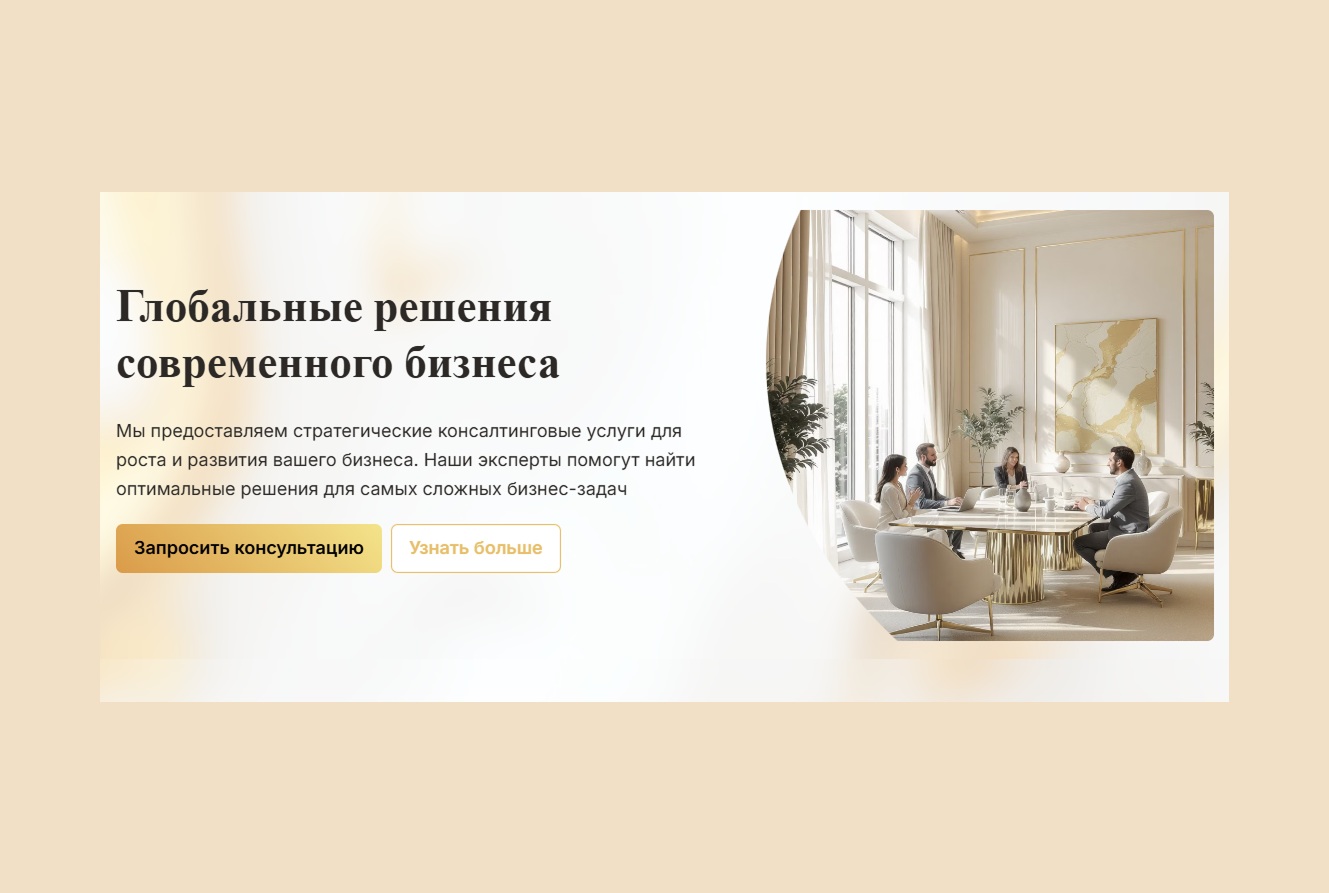 Глобальные решения
современного бизнеса
Мы предоставляем стратегические консалтинговые услуги для
роста и развития вашего бизнеса. Наши эксперты помогут найти
оптимальные решения для самых сложных бизнес-задач
Запросить консультацию
Узнать больше